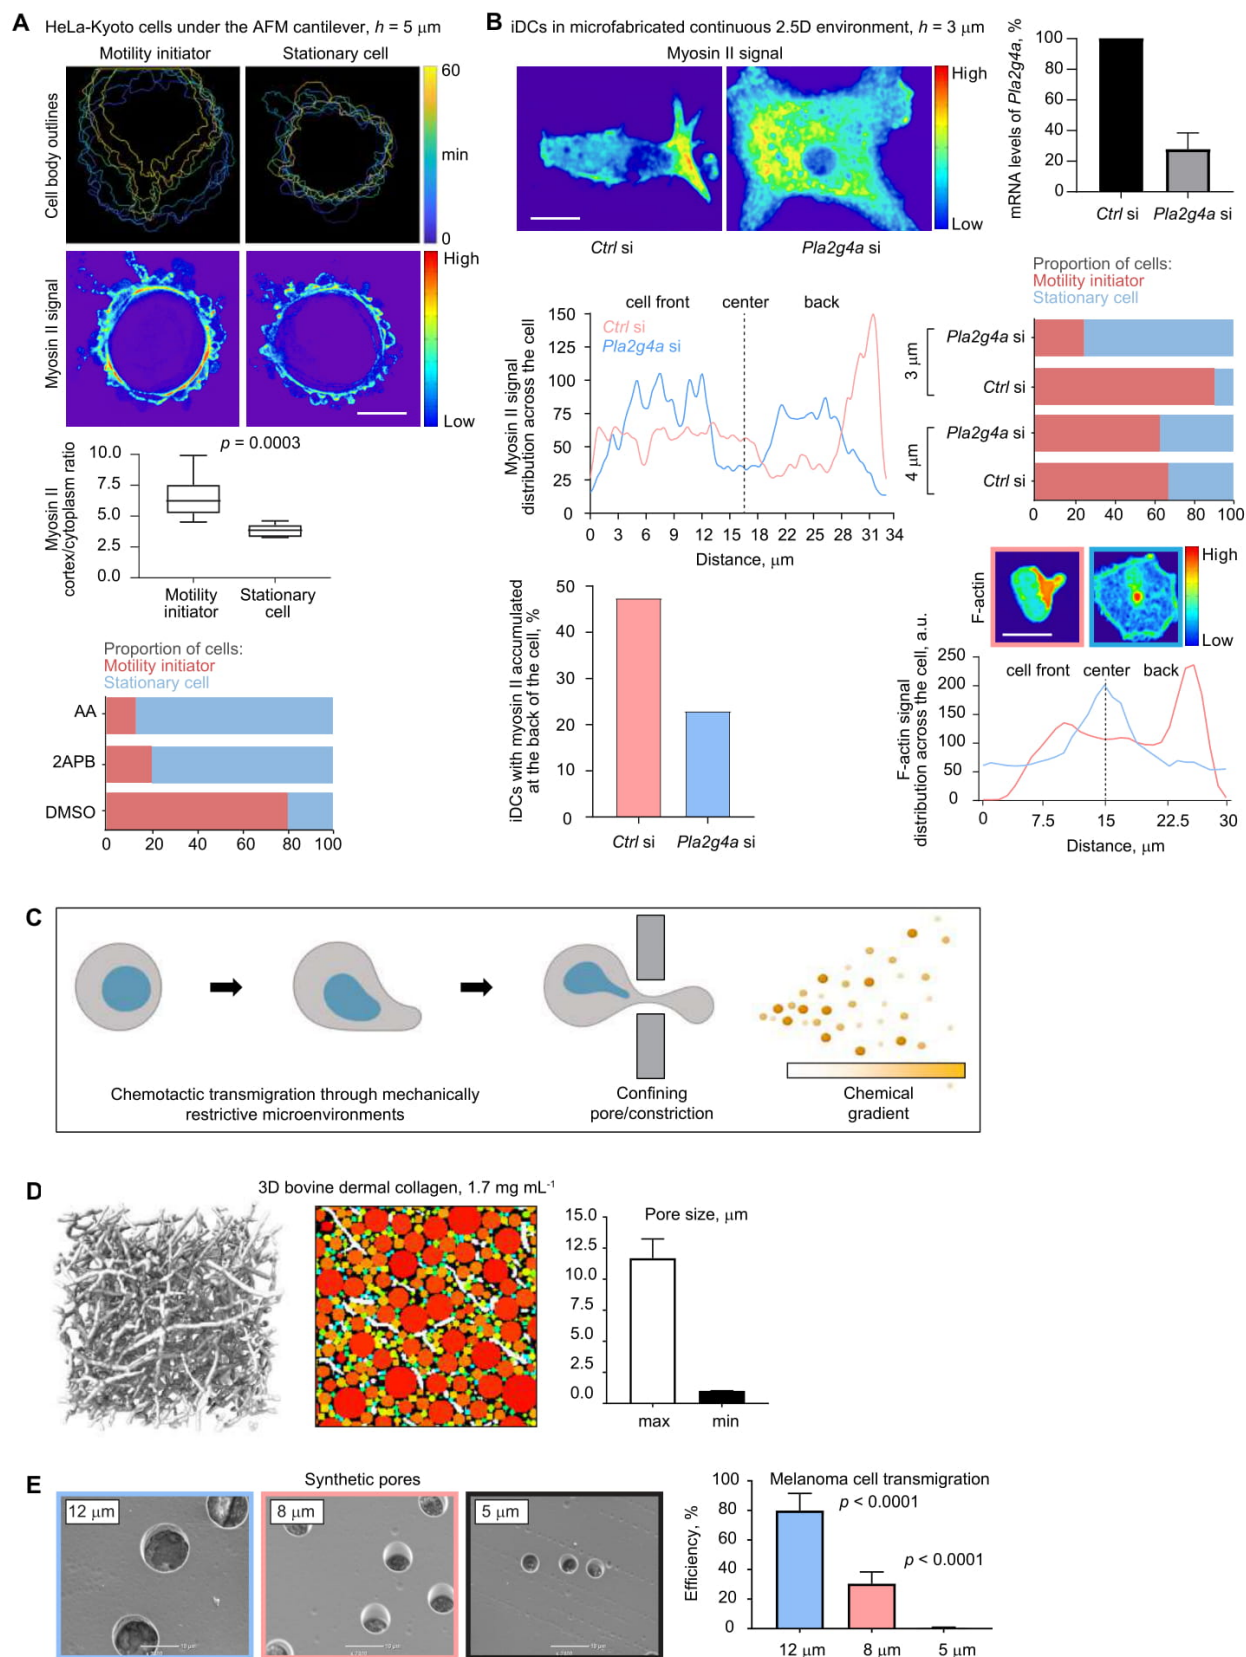 A HeLa-Kyoto cells under the AFM cantilever, h = 5 μm
Motility initiator
Stationary cell
Cell body outlines
60
min
0
Myosin II signal
High
Low
p = 0.0003
Myosin II
cortex/cytoplasm ratio
10.0
7.5
5.0
2.5
0.0
Motility
initiator
Stationary
cell
Proportion of cells:
Motility initiator
Stationary cell
AA
2APB
DMSO
0 20 40 60 80 100
B iDCs in microfabricated continuous 2.5D environment, h = 3 μm
Myosin II signal
High
Low
Ctrl si
Pla2g4a si
mRNA levels of Pla2g4a, %
100
80
60
40
20
0
Ctrl si Pla2g4a si
cell front center back
Ctrl si
Pla2g4a si
Myosin II signal
distribution across the cell
150
125
100
75
50
25
0
0 3 6 9 12 15 18 22 25 28 31 34
Distance, μm
Proportion of cells:
Motility initiator
Stationary cell
3 μm
Pla2g4a si
Ctrl si
4 μm
Pla2g4a si
Ctrl si
0 20 40 60 80 100
iDCs with myosin II accumulated
at the back of the cell, %
50
40
30
20
10
0
Ctrl si Pla2g4a si
F-actin
High
Low
cell front center back
F-actin signal
distribution across the cell, a.u.
250
200
150
100
50
0
0 7.5 15 22.5 30
Distance, μm
C
Chemotactic transmigration through mechanically
restrictive microenvironments
Confining
pore/constriction
Chemical
gradient
D
3D bovine dermal collagen, 1.7 mg mL-1
Pore size, μm
15.0
12.5
10.0
7.5
5.0
2.5
0.0
max min
E
Synthetic pores
12 μm
8 μm
5 μm
Melanoma cell transmigration
p < 0.0001
p < 0.0001
Efficiency, %
100
80
60
40
20
0
12 μm 8 μm 5 μm